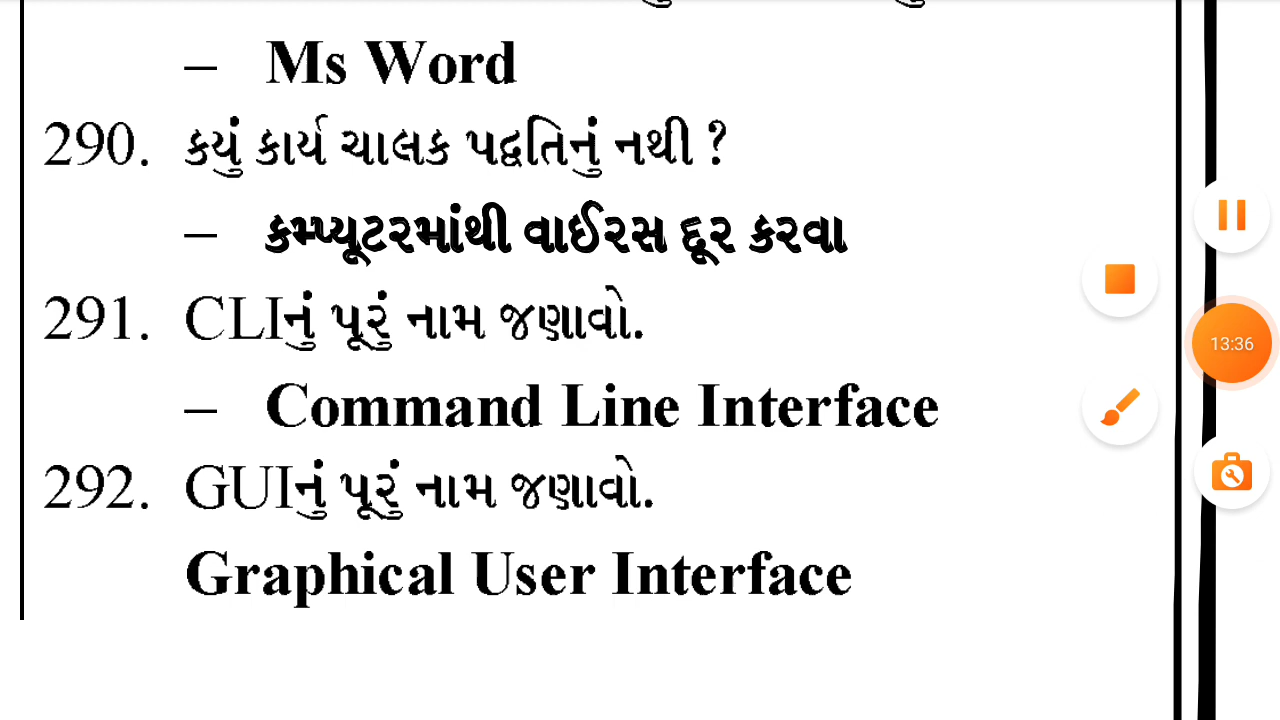 – Ms Word
290. કયું કાર્ય ચાલક પદ્વતિનું નથી ?
– કમ્પ્યૂટરમાંથી વાઈરસ દૂર કરવા
291. CLIનું પૂરું નામ જણાવો.
– Command Line Interface
292. GUIનું પૂરું નામ જણાવો.
Graphical User Interface
13:36